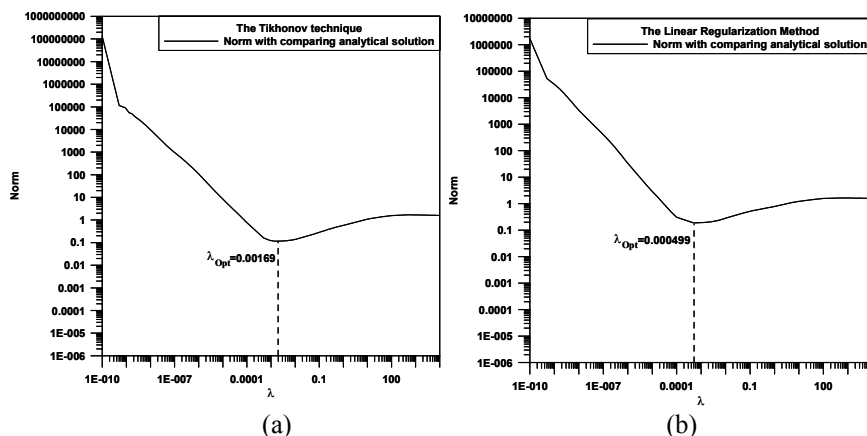 The Tikhonov technique
Norm with comparing analytical solution
1000000000
100000000
10000000
1000000
100000
10000
1000
100
10
1
0.1
0.01
0.001
0.0001
1E-005
1E-006
Norm
λOpt=0.00169
1E-010
1E-007
0.0001
0.1
100
λ
(a)
The Linear Regularization Method
Norm with comparing analytical solution
10000000
1000000
100000
10000
1000
100
10
1
0.1
0.01
0.001
0.0001
1E-005
1E-006
Norm
λOpt=0.000499
1E-010
1E-007
0.0001
0.1
100
λ
(b)